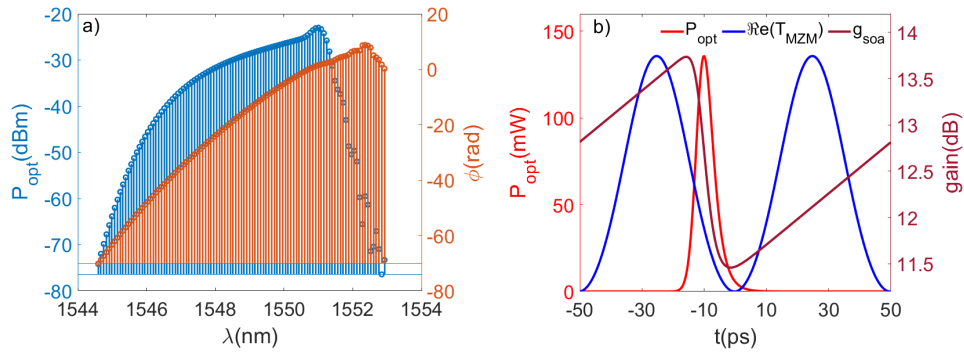 a)
P_opt(dBm)
-20
-30
-40
-50
-60
-70
-80
20
0
-20
-40
-60
-80
ϕ(rad)
1544 1546 1548 1550 1552 1554
λ(nm)
b)
P_opt ℜe(T_MZM) g_soa
P_opt(mW)
150
100
50
0
14
13.5
13
12.5
12
11.5
gain(dB)
-50 -30 -10 10 30 50
t(ps)